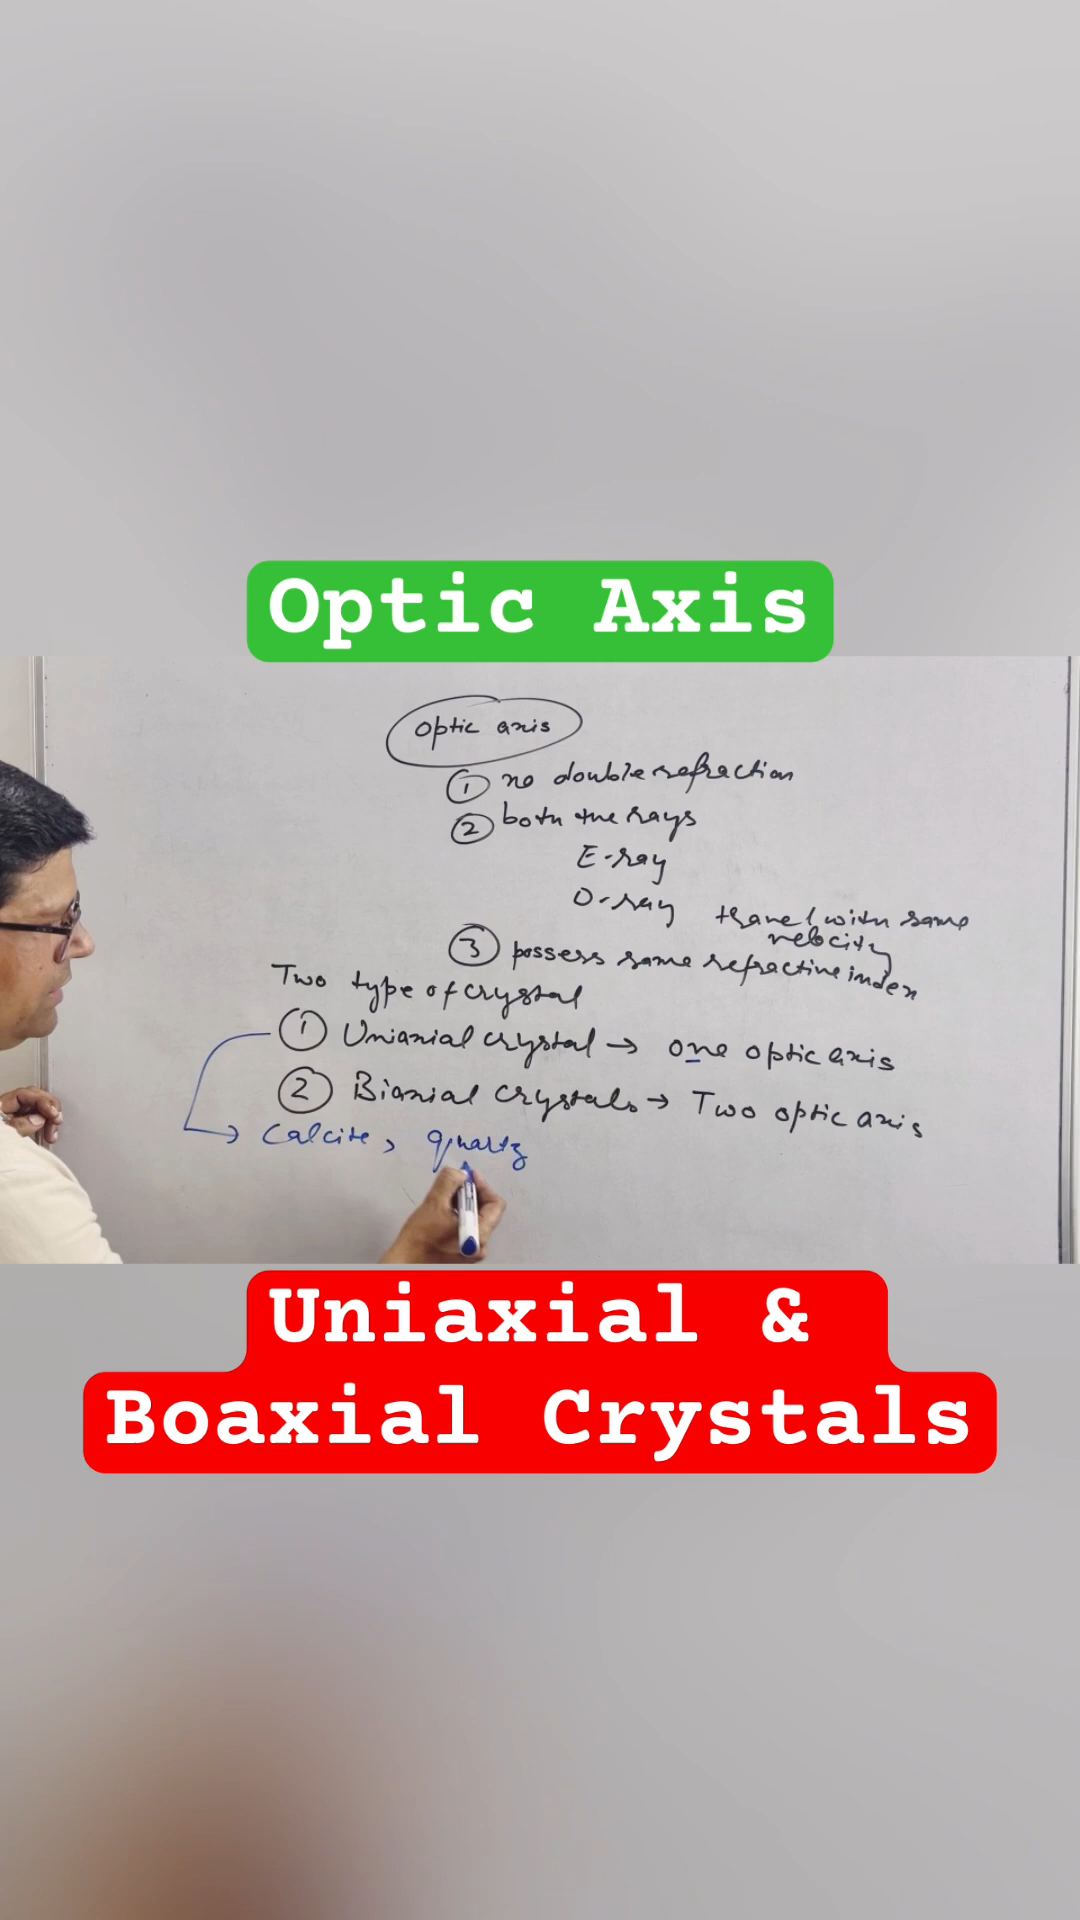 Optic Axis
optic axis
① no double refraction
② both the rays
E-ray
O-ray travel with same
velocity
③ possess same refractive index
Two type of crystal
① Uniaxial crystal → one optic axis
② Biaxial crystals → Two optic axis
→ calcite, quartz
Uniaxial &
Boaxial Crystals